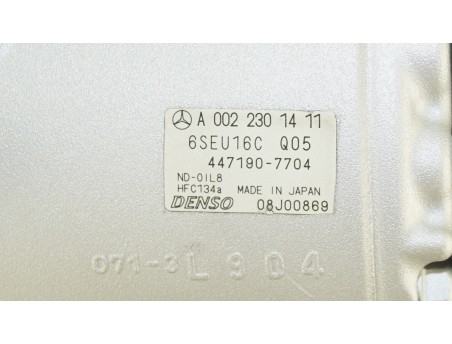 A 002 230 14 11
6SEU16C Q05
447190-7704
ND-OIL8
HFC134a MADE IN JAPAN
DENSO 08J00869
071-3L904